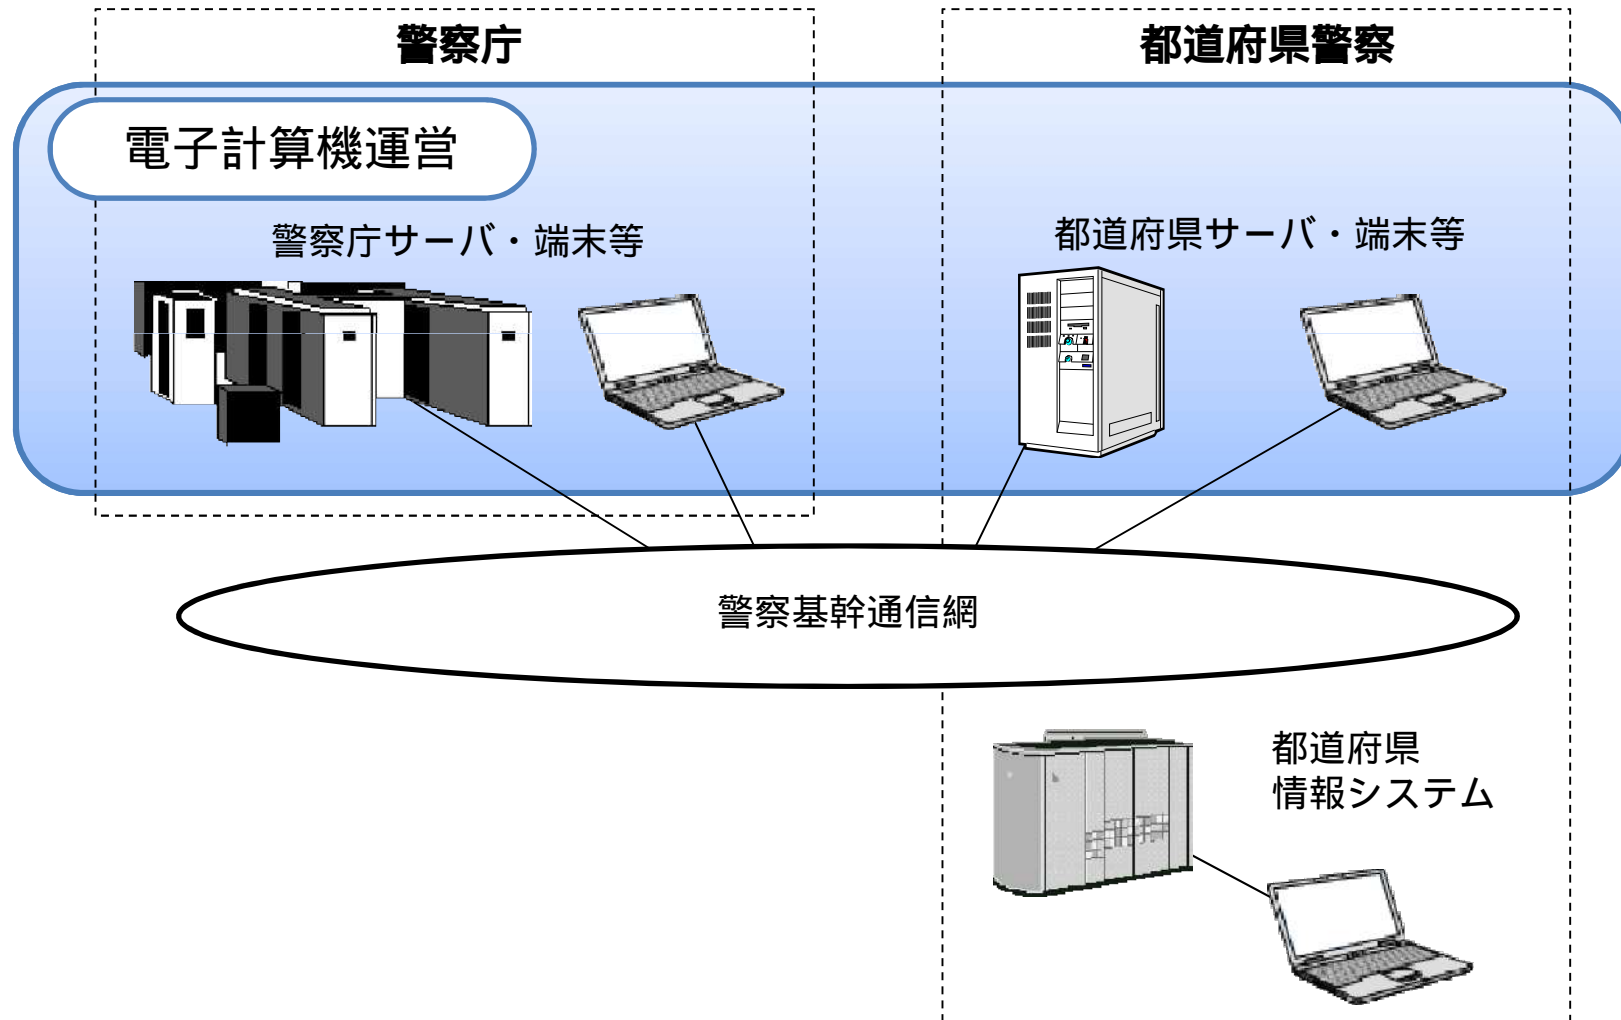 警察庁
都道府県警察
電子計算機運営
警察庁サーバ・端末等
都道府県サーバ・端末等
警察基幹通信網
都道府県
情報システム